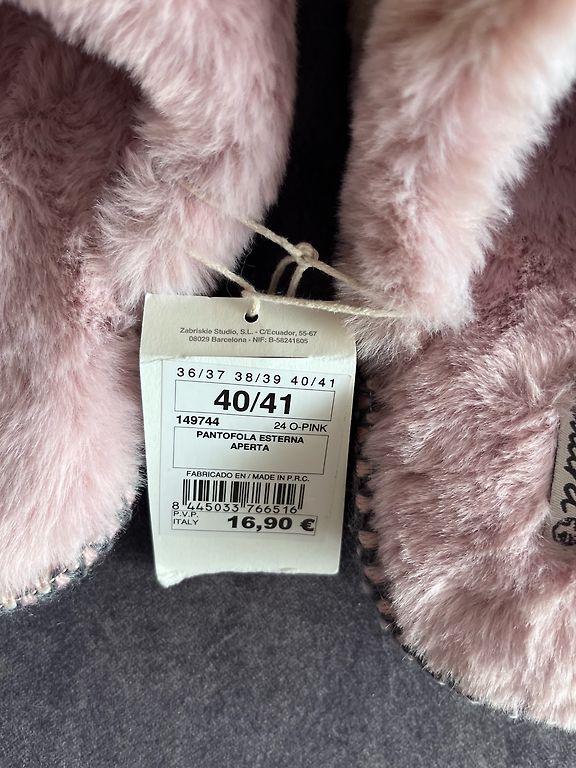 Zabriskie Studio, S.L. - C/Ecuador, 55-67
08029 Barcelona - NIF: B-58241605
36/37 38/39 40/41
40/41
149744 24 O-PINK
PANTOFOLA ESTERNA
APERTA
FABRICADO EN / MADE IN P.R.C.
8 445033 766516
P.V.P.
ITALY 16,90 €